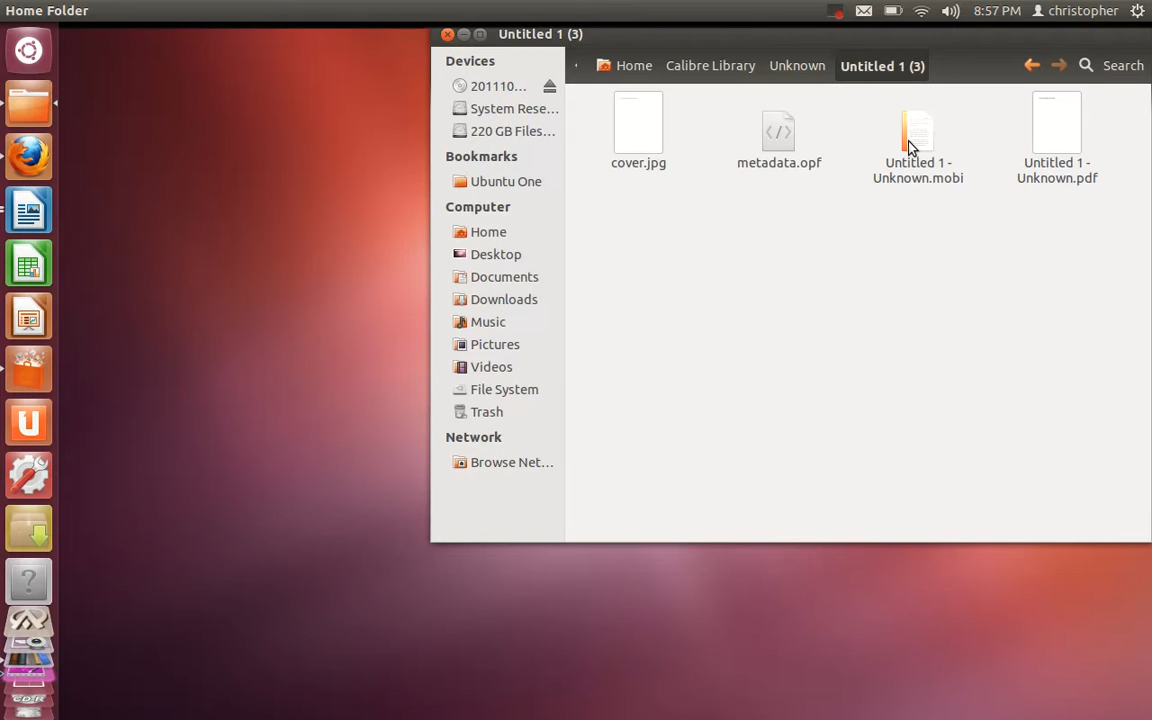 Home Folder
8:57 PM
christopher
Untitled 1 (3)
Devices
201110...
System Rese...
220 GB Files...
Bookmarks
Ubuntu One
Computer
Home
Desktop
Documents
Downloads
Music
Pictures
Videos
File System
Trash
Network
Browse Net...
Home
Calibre Library
Unknown
Untitled 1 (3)
Search
cover.jpg
metadata.opf
Untitled 1 -
Unknown.mobi
Untitled 1 -
Unknown.pdf